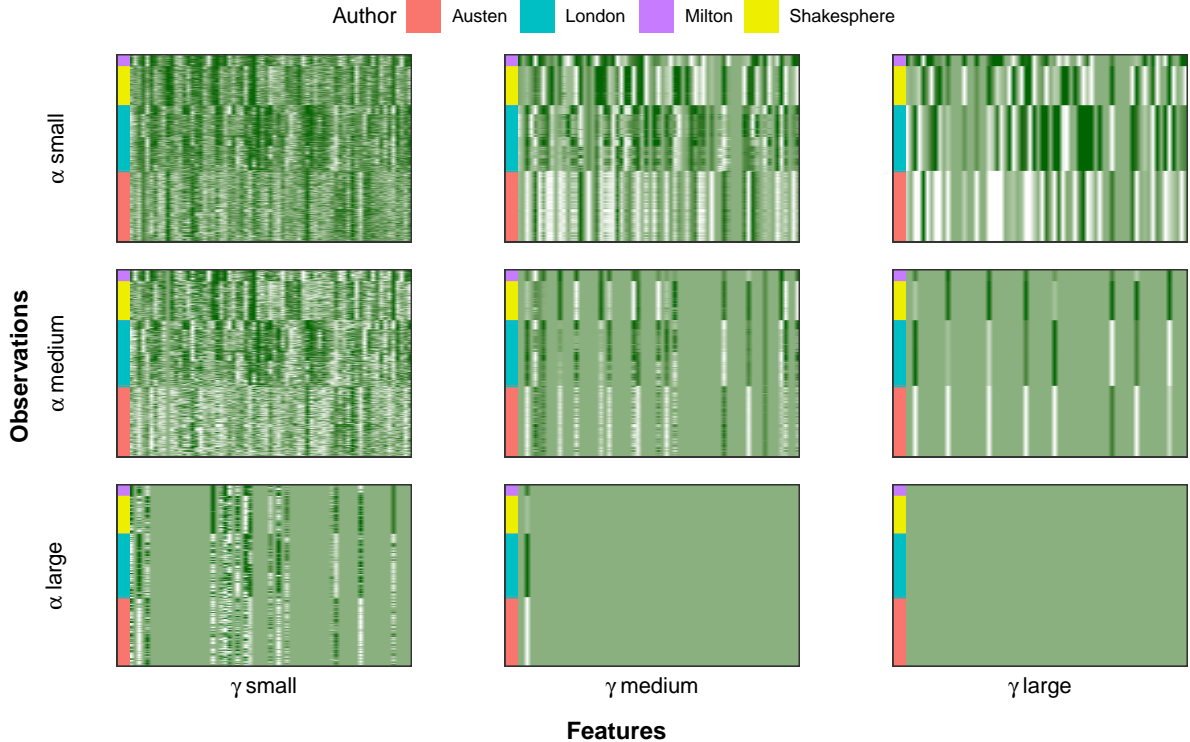 Author Austen London Milton Shakesphere
Observations
α small
α medium
α large
γ small
γ medium
γ large
Features